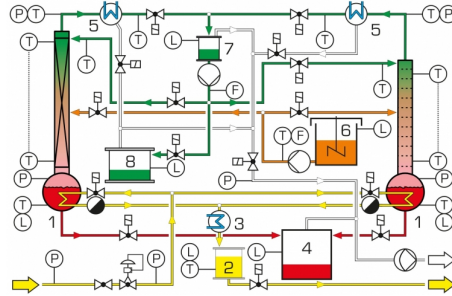 P T 5 T L 7 T 5 T P
T T
T F T
T F 6 L
8 L
T T
P P P
T 1 3 4 1 T
L L L
P P L 2
T